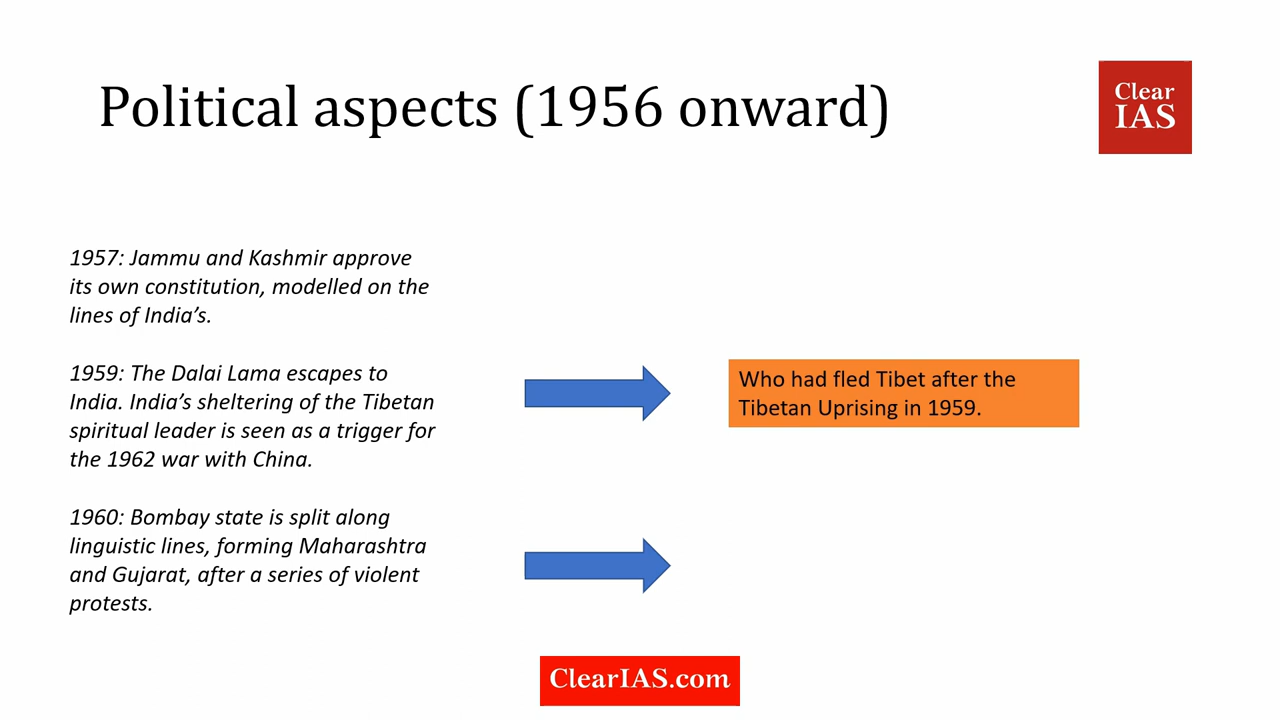 Political aspects (1956 onward)
Clear
IAS
1957: Jammu and Kashmir approve
its own constitution, modelled on the
lines of India’s.
1959: The Dalai Lama escapes to
India. India’s sheltering of the Tibetan
spiritual leader is seen as a trigger for
the 1962 war with China.
Who had fled Tibet after the
Tibetan Uprising in 1959.
1960: Bombay state is split along
linguistic lines, forming Maharashtra
and Gujarat, after a series of violent
protests.
ClearIAS.com